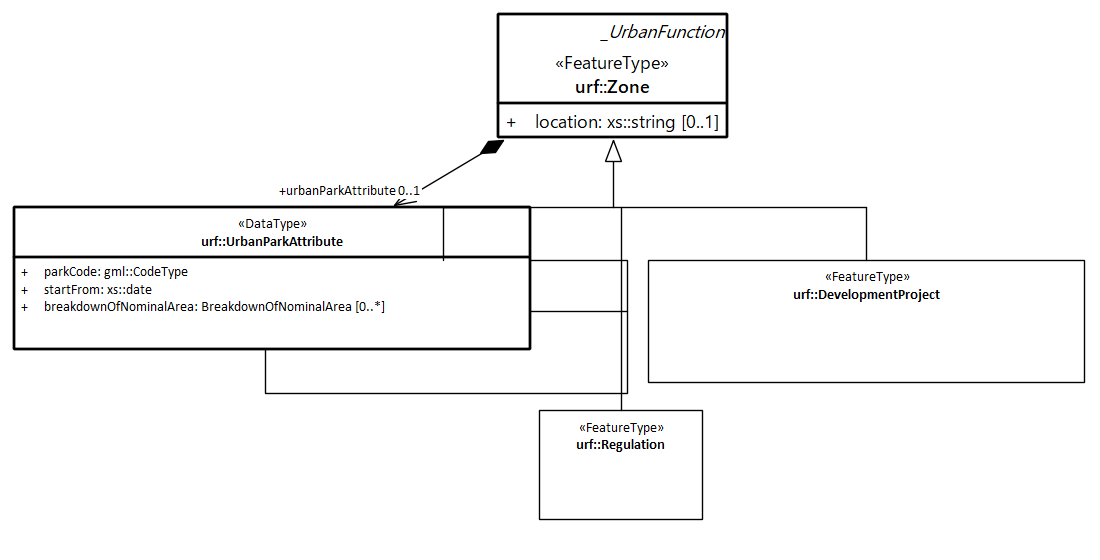 _UrbanFunction
«FeatureType»
urf::Zone
+ location: xs::string [0..1]
+urbanParkAttribute 0..1
«DataType»
urf::UrbanParkAttribute
+ parkCode: gml::CodeType
+ startFrom: xs::date
+ breakdownOfNominalArea: BreakdownOfNominalArea [0..*]
«FeatureType»
urf::DevelopmentProject
«FeatureType»
urf::Regulation